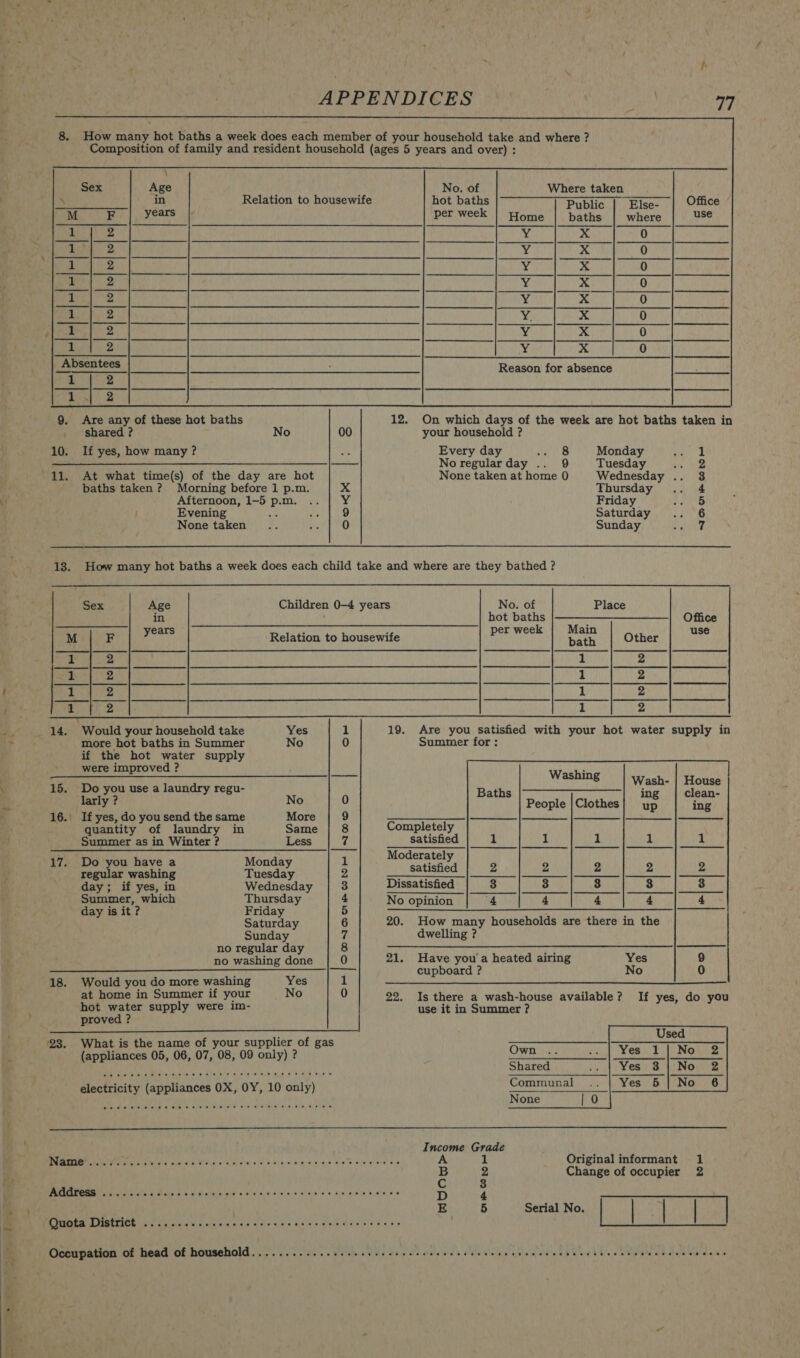 APPENDICES 77
8. How many hot baths a week does each member of your household take and where ?
Composition of family and resident household (ages 5 years and over) :
Sex Age in years Relation to housewife No. of hot baths per week Where taken Office use
M F Home Public baths Else-where
1 2 Y X 0
1 2 Y X 0
1 2 Y X 0
1 2 Y X 0
1 2 Y X 0
1 2 Y X 0
1 2 Y X 0
1 2 Y X 0
Absentees Reason for absence
1 2
1 2
9. Are any of these hot baths
shared ? No 00
10. If yes, how many ? ..
11. At what time(s) of the day are hot
baths taken ? Morning before 1 p.m. X
Afternoon, 1–5 p.m. .. Y
Evening .. .. 9
None taken .. .. 0
12. On which days of the week are hot baths taken in
your household ?
Every day .. 8 Monday .. 1
No regular day .. 9 Tuesday .. 2
None taken at home 0 Wednesday .. 3
Thursday .. 4
Friday .. 5
Saturday .. 6
Sunday .. 7
13. How many hot baths a week does each child take and where are they bathed ?
Sex Age in years Children 0–4 years No. of hot baths per week Place Office use
M F Relation to housewife Main bath Other
1 2 1 2
1 2 1 2
1 2 1 2
1 2 1 2
14. Would your household take Yes 1
more hot baths in Summer No 0
if the hot water supply
were improved ?
15. Do you use a laundry regu-
larly ? No 0
16. If yes, do you send the same More 9
quantity of laundry in Same 8
Summer as in Winter ? Less 7
17. Do you have a Monday 1
regular washing Tuesday 2
day ; if yes, in Wednesday 3
Summer, which Thursday 4
day is it ? Friday 5
Saturday 6
Sunday 7
no regular day 8
no washing done 0
18. Would you do more washing Yes 1
at home in Summer if your No 0
hot water supply were im-
proved ?
19. Are you satisfied with your hot water supply in
Summer for :
Baths Washing Wash-ing up House clean-ing
People Clothes
Completely
satisfied 1 1 1 1 1
Moderately
satisfied 2 2 2 2 2
Dissatisfied 3 3 3 3 3
No opinion 4 4 4 4 4
20. How many households are there in the
dwelling ?
21. Have you a heated airing Yes 9
cupboard ? No 0
22. Is there a wash-house available ? If yes, do you
use it in Summer ?
Used
Own .. .. Yes 1 No 2
Shared .. Yes 3 No 2
Communal .. Yes 5 No 6
None 0
23. What is the name of your supplier of gas
(appliances 05, 06, 07, 08, 09 only) ?
electricity (appliances 0X, 0Y, 10 only)
Income Grade
Name A 1 Original informant 1
B 2 Change of occupier 2
C 3
Address D 4
E 5 Serial No.
Quota District
Occupation of head of household